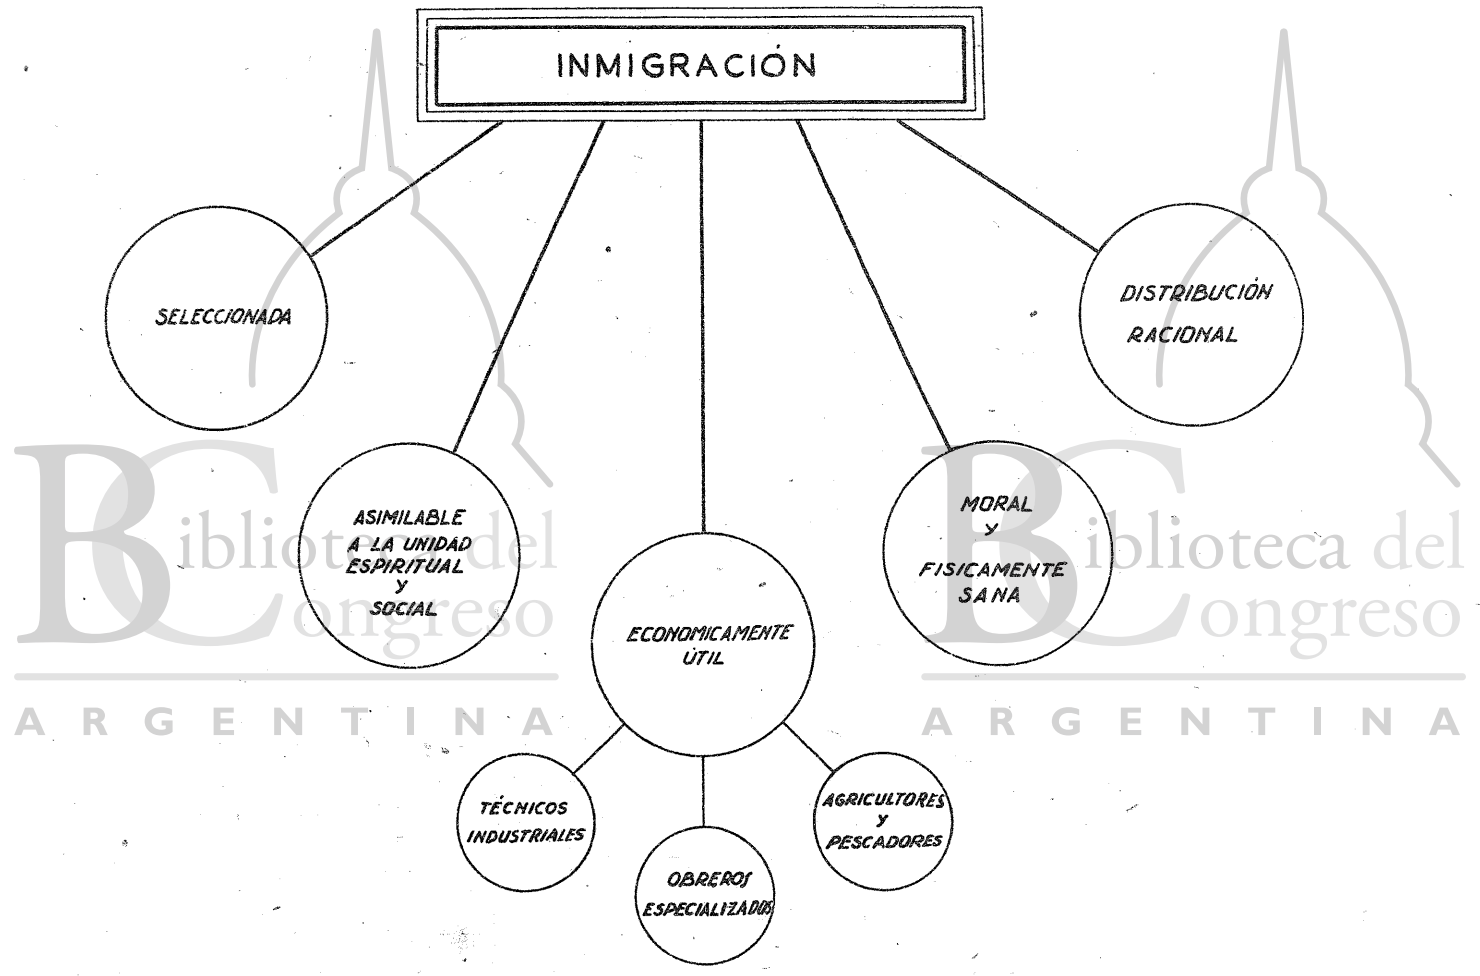 INMIGRACIÓN
SELECCIONADA
DISTRIBUCIÓN
RACIONAL
ASIMILABLE
A LA UNIDAD
ESPIRITUAL
Y
SOCIAL
MORAL
Y
FISICAMENTE
SANA
ECONOMICAMENTE
ÚTIL
TÉCNICOS
INDUSTRIALES
OBREROS
ESPECIALIZADOS
AGRICULTORES
Y
PESCADORES
Biblioteca del
Congreso
ARGENTINA
Biblioteca del
Congreso
ARGENTINA